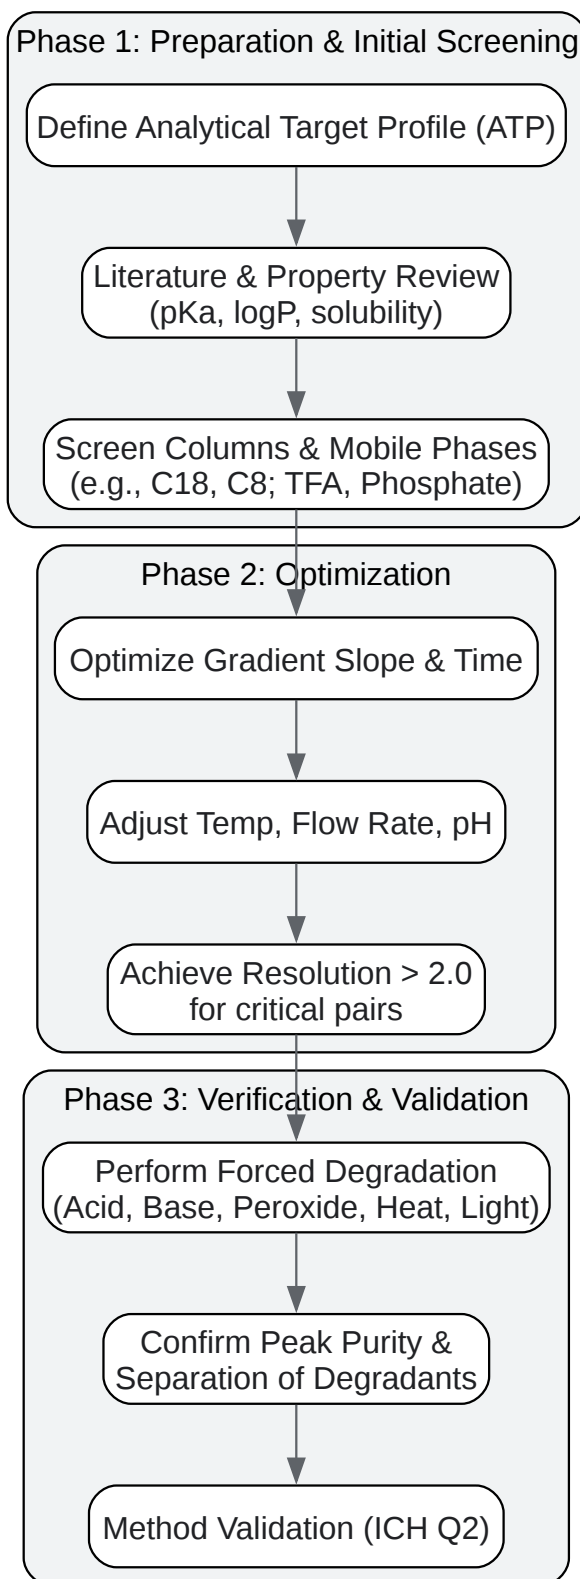 Phase 1: Preparation & Initial Screening
Define Analytical Target Profile (ATP)
Literature & Property Review
(pKa, logP, solubility)
Screen Columns & Mobile Phases
(e.g., C18, C8; TFA, Phosphate)
Phase 2: Optimization
Optimize Gradient Slope & Time
Adjust Temp, Flow Rate, pH
Achieve Resolution > 2.0
for critical pairs
Phase 3: Verification & Validation
Perform Forced Degradation
(Acid, Base, Peroxide, Heat, Light)
Confirm Peak Purity &
Separation of Degradants
Method Validation (ICH Q2)